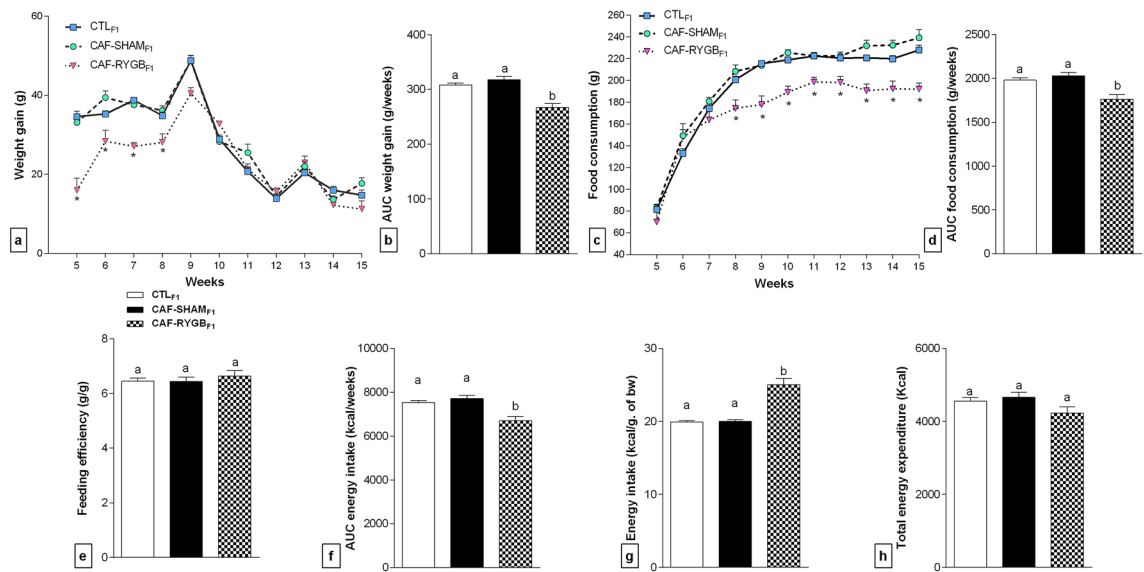 CTLF1
CAF-SHAMF1
CAF-RYGBF1
Weight gain (g)
60
40
20
0
* * * *
5 6 7 8 9 10 11 12 13 14 15
Weeks
a
AUC weight gain (g/weeks)
400
300
200
100
0
a a b
b
CTLF1
CAF-SHAMF1
CAF-RYGBF1
Food consumption (g)
260
240
220
200
180
160
140
120
100
80
60
40
* * * * * * * *
5 6 7 8 9 10 11 12 13 14 15
Weeks
c
AUC food consumption (g/weeks)
2500
2000
1500
1000
500
0
a a b
d
CTLF1
CAF-SHAMF1
CAF-RYGBF1
Feeding efficiency (g/g)
8
6
4
2
0
a a a
e
AUC energy intake (kcal/weeks)
10000
8000
6000
4000
2000
0
a a b
f
Energy intake (kcal/g. of bw)
30
20
10
0
a a b
g
Total energy expenditure (Kcal)
6000
4000
2000
0
a a a
h